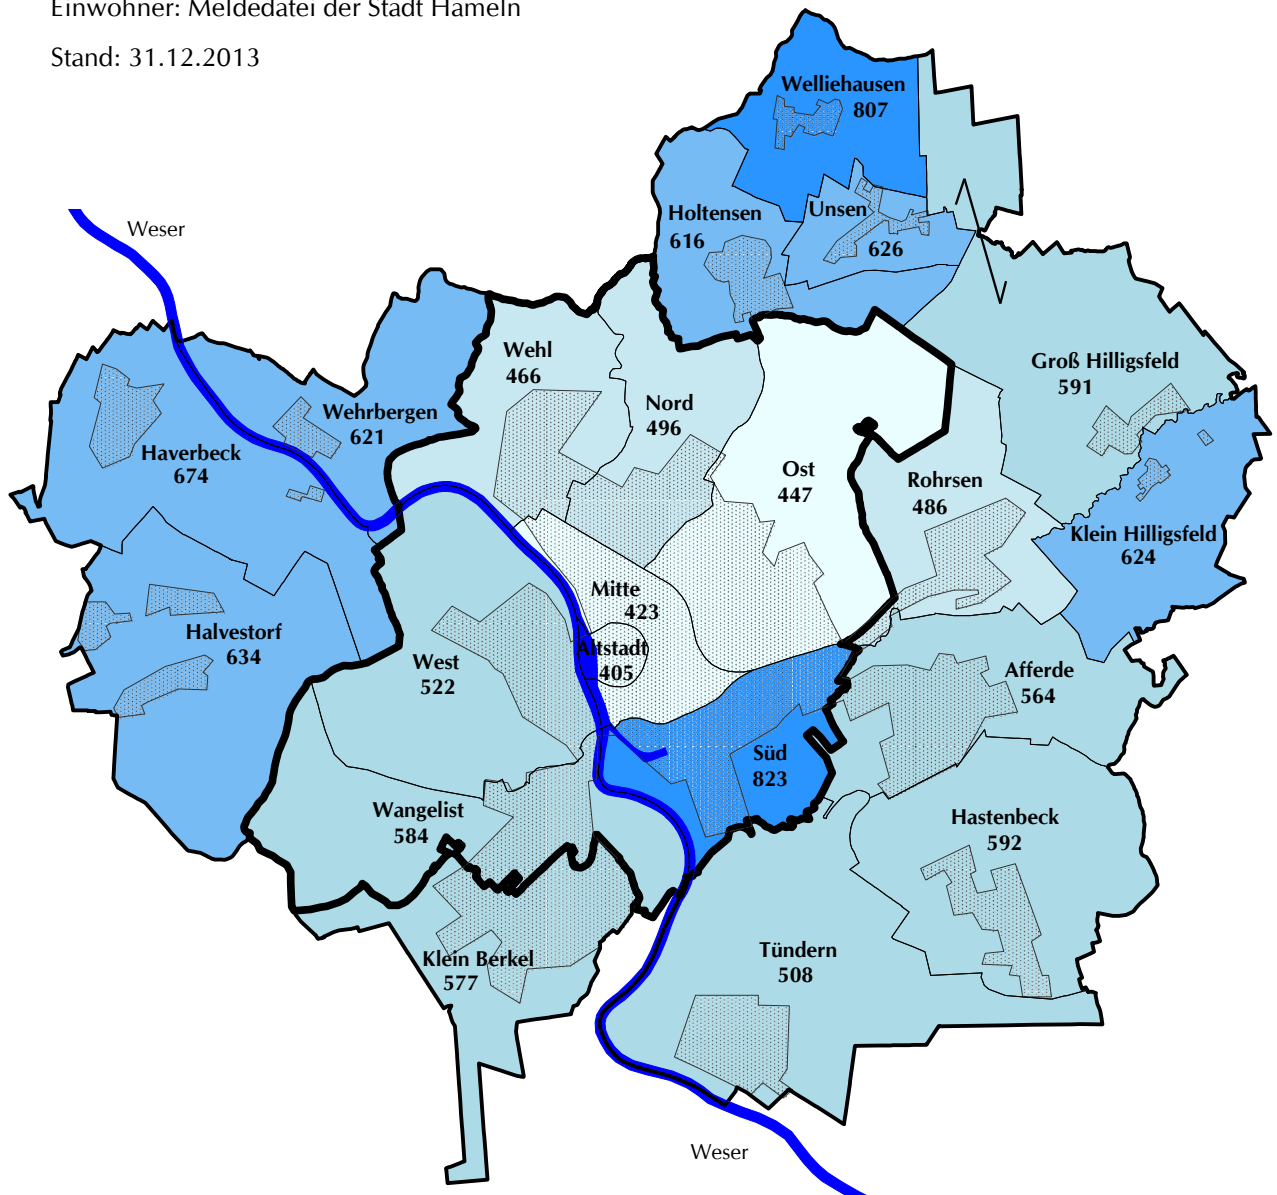 Einwohner: Meldedatei der Stadt Hameln
Stand: 31.12.2013
Welliehausen
807
Weser
Holtensen
616
Unsen
626
Wehl
466
Groß Hilligsfeld
591
Nord
496
Wehrbergen
621
Haverbeck
674
Ost
447
Rohrsen
486
Klein Hilligsfeld
624
Mitte
423
Halvestorf
634
Altstadt
405
West
522
Afferde
564
Süd
823
Wangelist
584
Hastenbeck
592
Klein Berkel
577
Tündern
508
Weser